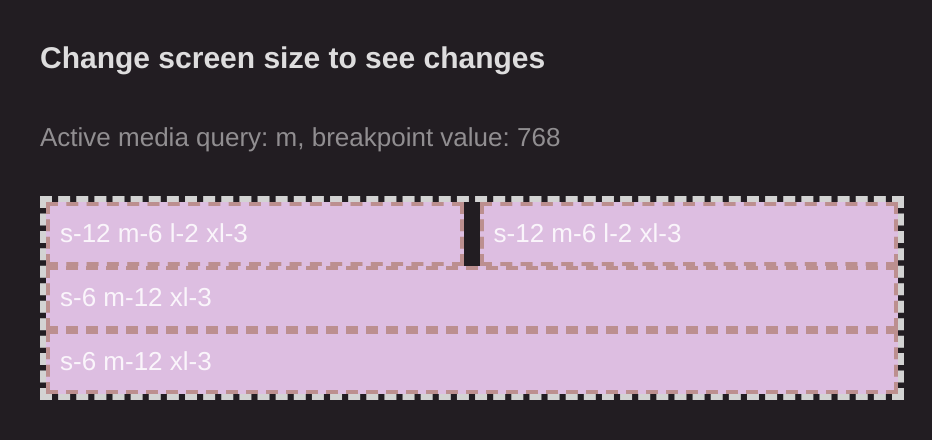 Change screen size to see changes
Active media query: m, breakpoint value: 768
s-12 m-6 l-2 xl-3
s-12 m-6 l-2 xl-3
s-6 m-12 xl-3
s-6 m-12 xl-3